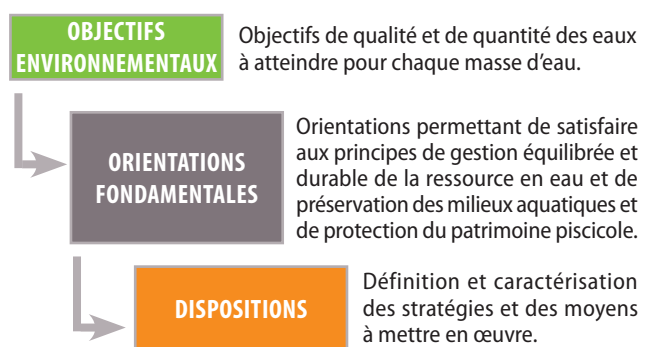 OBJECTIFS
ENVIRONNEMENTAUX
Objectifs de qualité et de quantité des eaux
à atteindre pour chaque masse d'eau.
ORIENTATIONS
FONDAMENTALES
Orientations permettant de satisfaire
aux principes de gestion équilibrée et
durable de la ressource en eau et de
préservation des milieux aquatiques et
de protection du patrimoine piscicole.
DISPOSITIONS
Définition et caractérisation
des stratégies et des moyens
à mettre en œuvre.